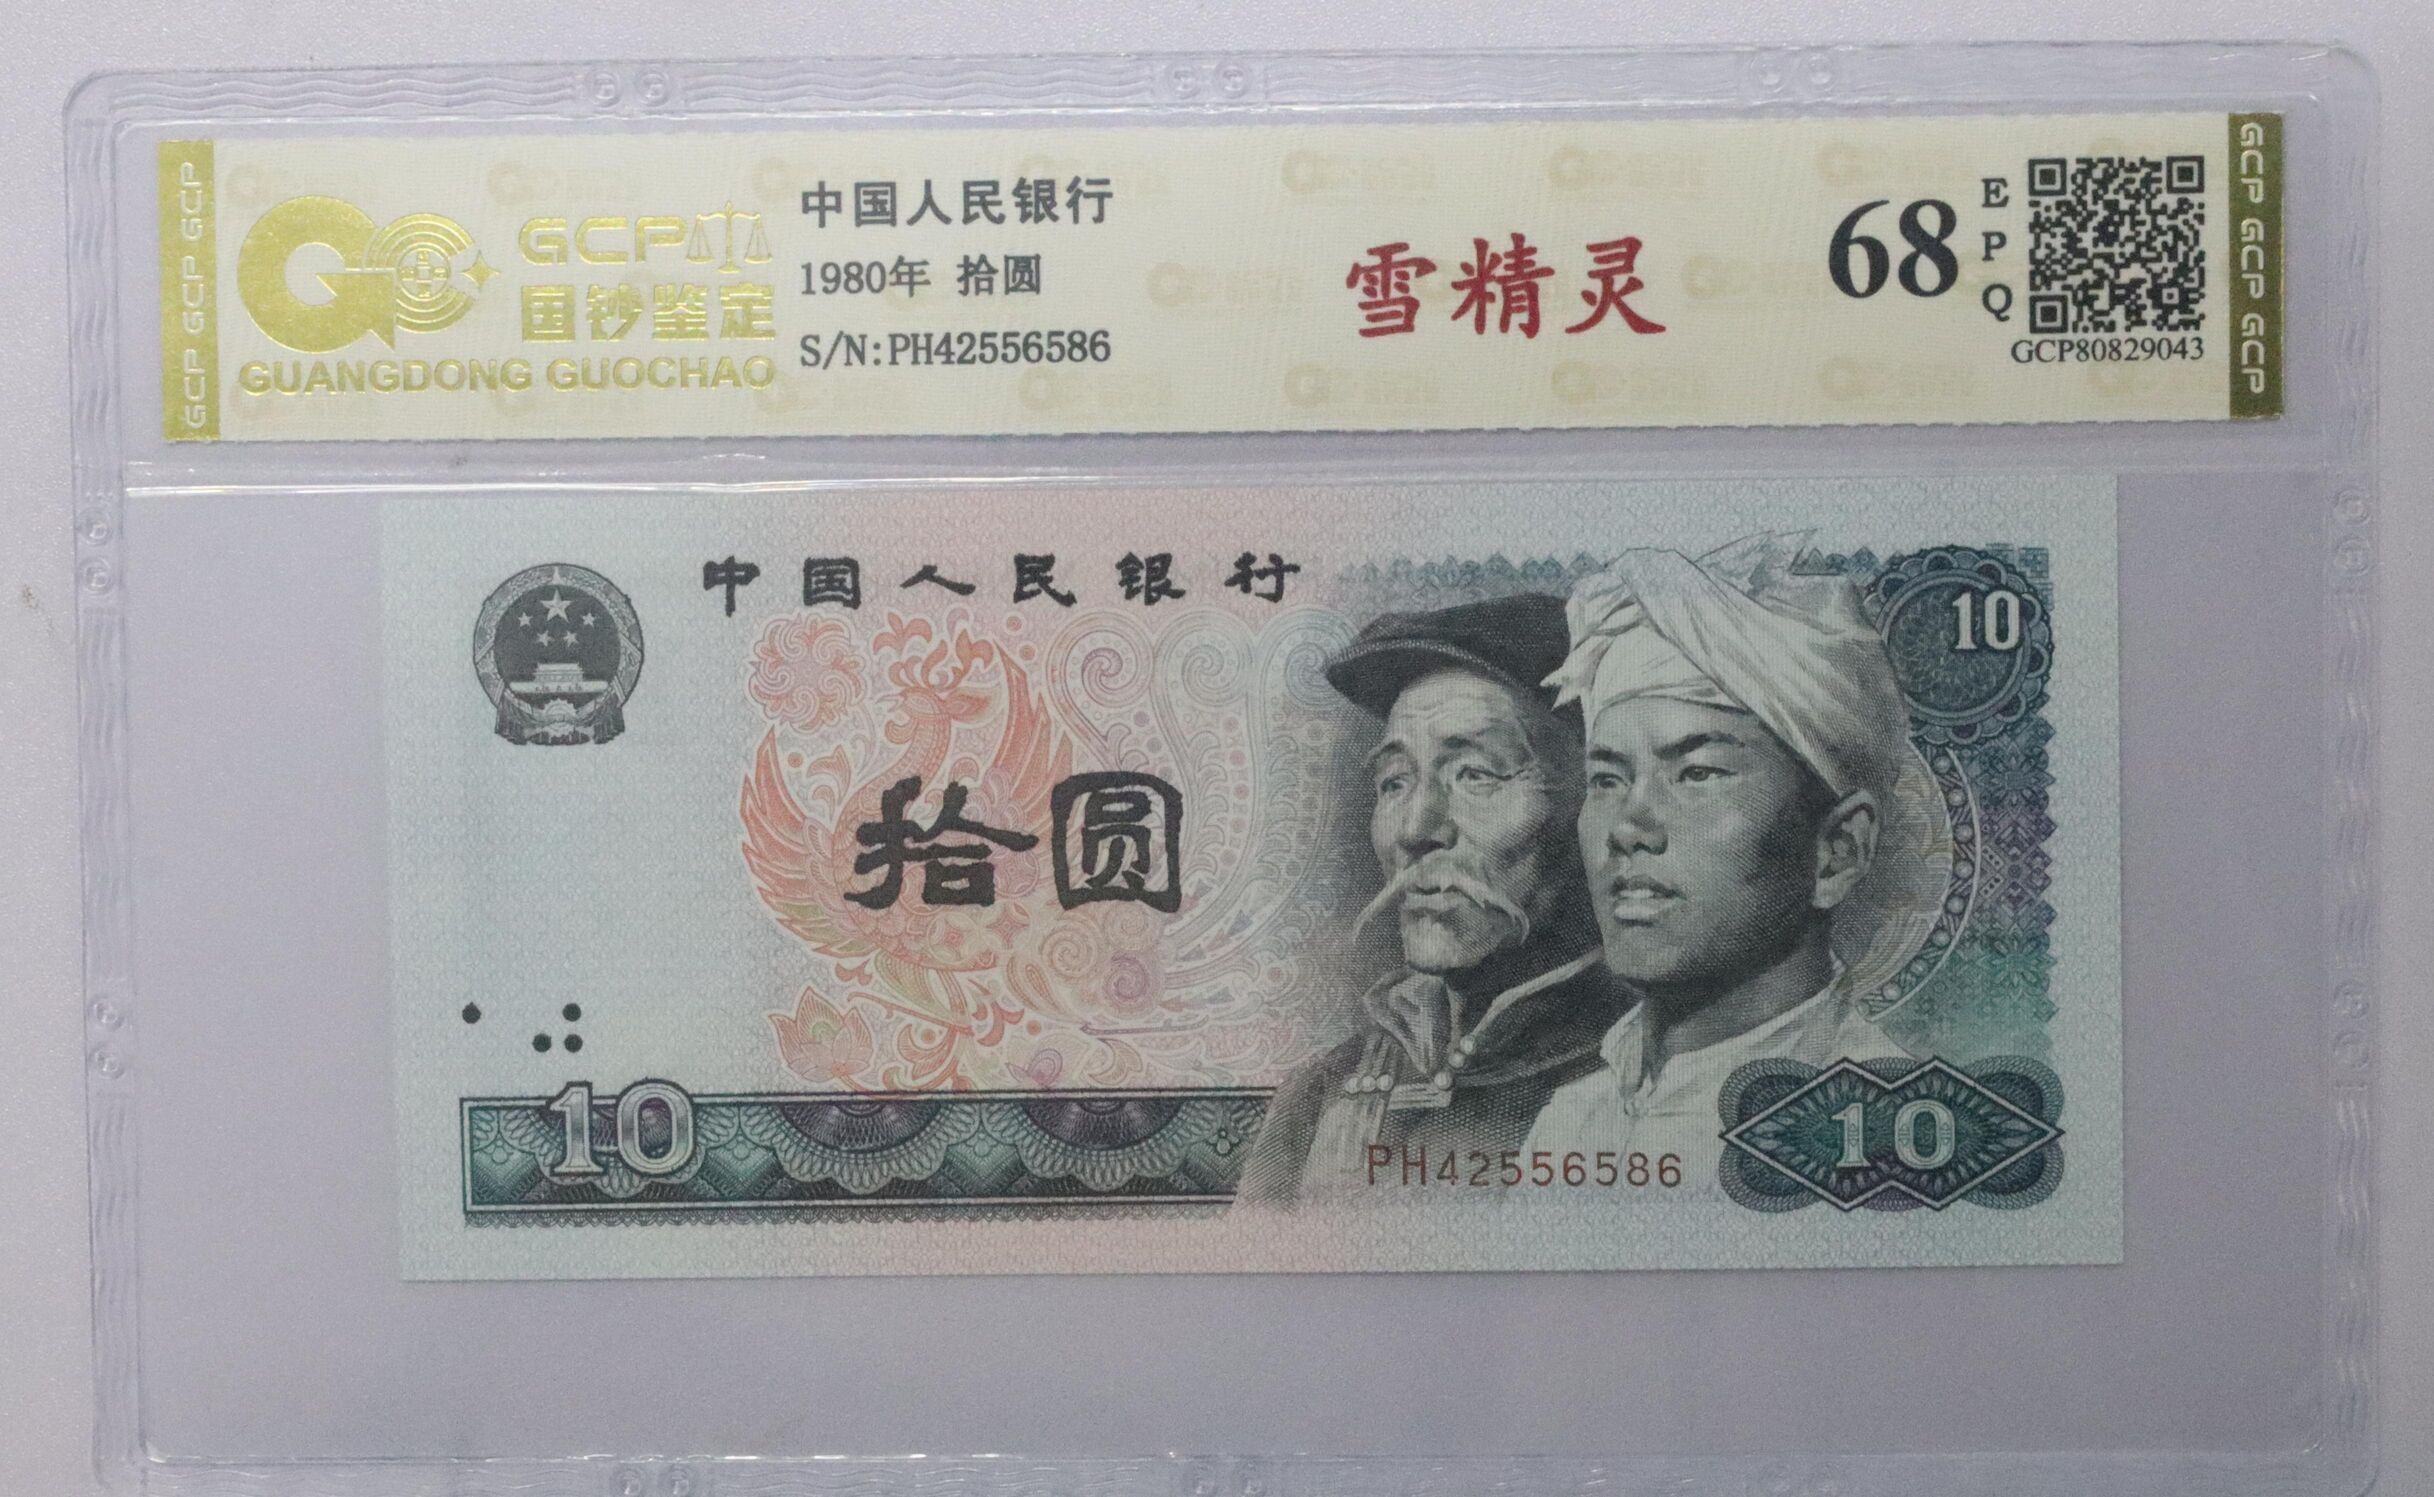 GCP GCP GCP
GCP
国钞鉴定
GUANGDONG GUOCHAO
中国人民银行
1980年 拾圆
S/N:PH42556586
雪精灵
68
EPQ
GCP80829043
GCP GCP GCP
中国人民银行
10
拾圆
10
PH42556586
10